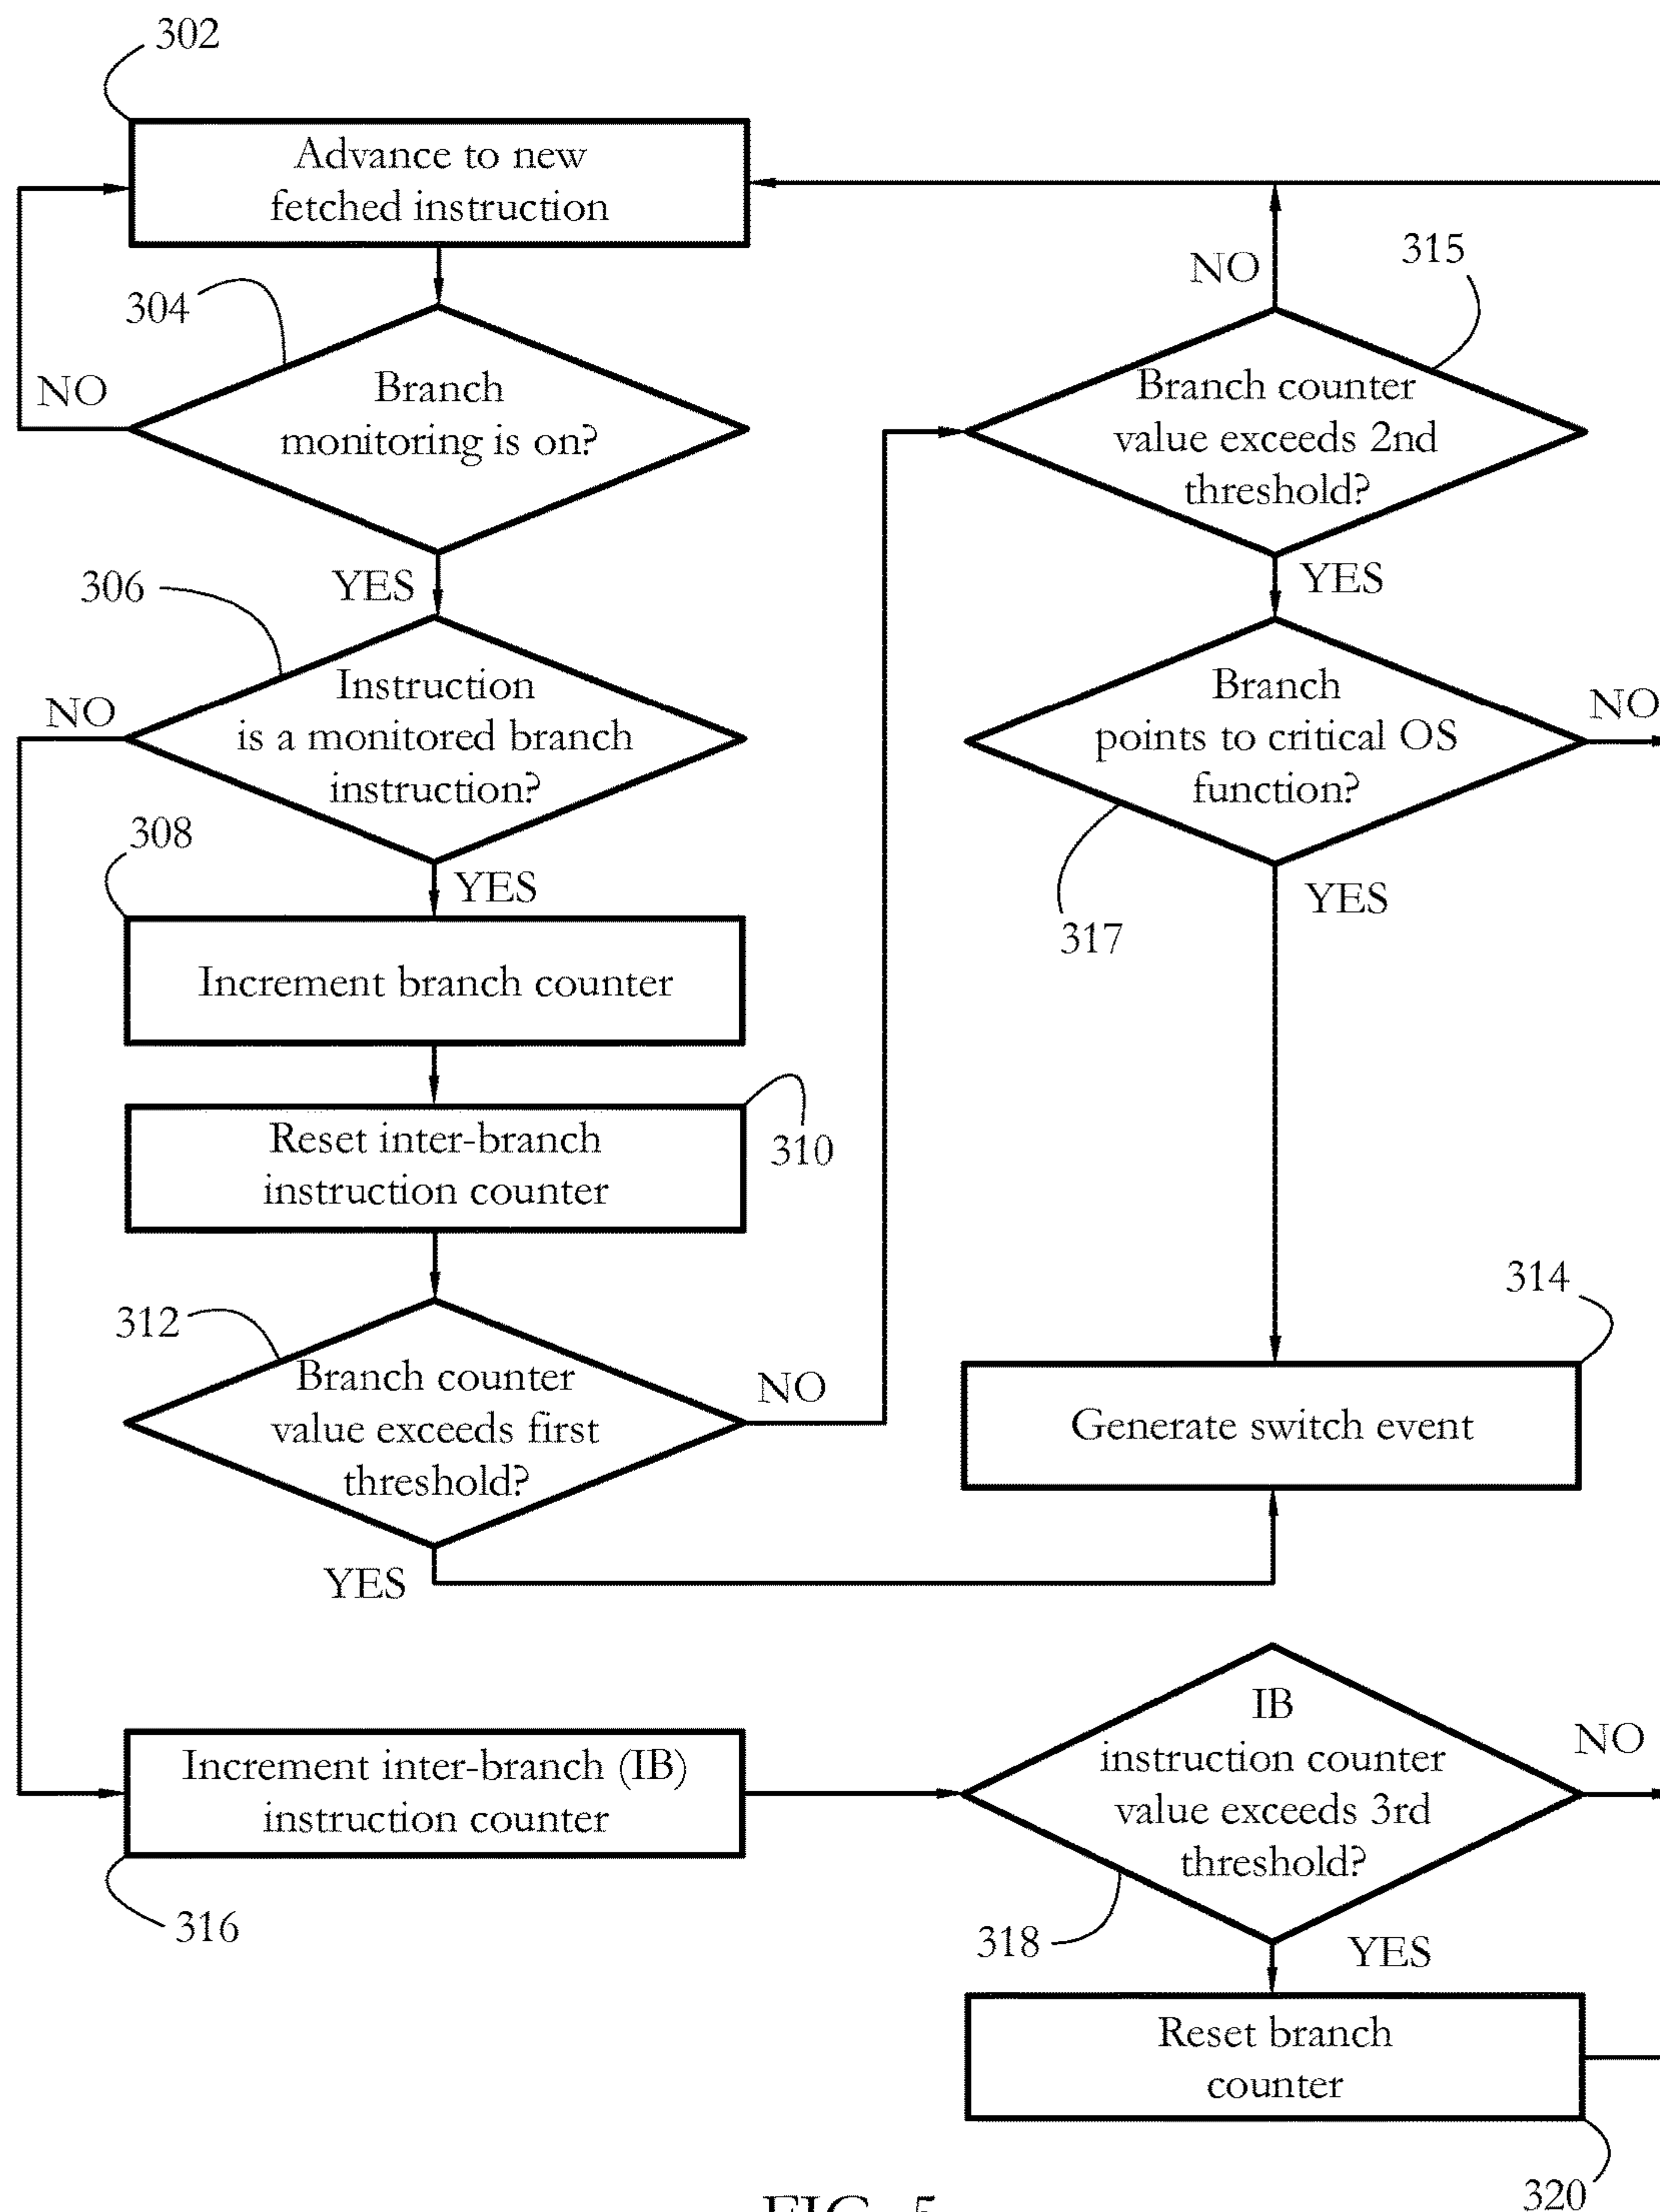 302
Advance to new
fetched instruction
304
NO
Branch
monitoring is on?
YES
306
NO
Instruction
is a monitored branch
instruction?
YES
308
Increment branch counter
Reset inter-branch
instruction counter
310
312
Branch counter
value exceeds first
threshold?
NO
YES
NO
315
Branch counter
value exceeds 2nd
threshold?
YES
Branch
points to critical OS
function?
NO
317
YES
314
Generate switch event
Increment inter-branch (IB)
instruction counter
316
IB
instruction counter
value exceeds 3rd
threshold?
NO
318
YES
Reset branch
counter
320
FIG. 5